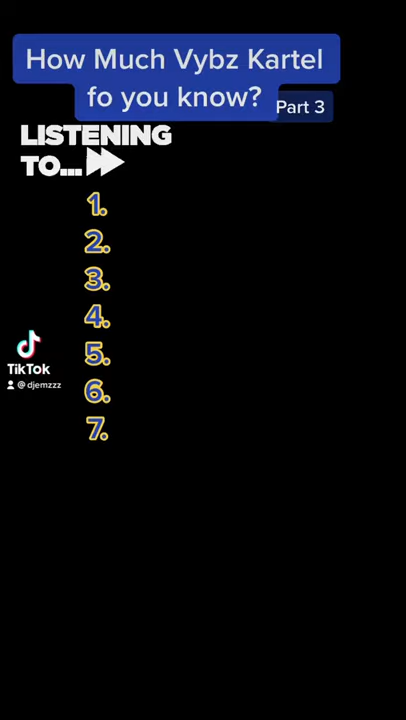 How Much Vybz Kartel
fo you know?
Part 3
LISTENING
TO...
1.
2.
3.
4.
5.
6.
7.
TikTok
@ djemzzz